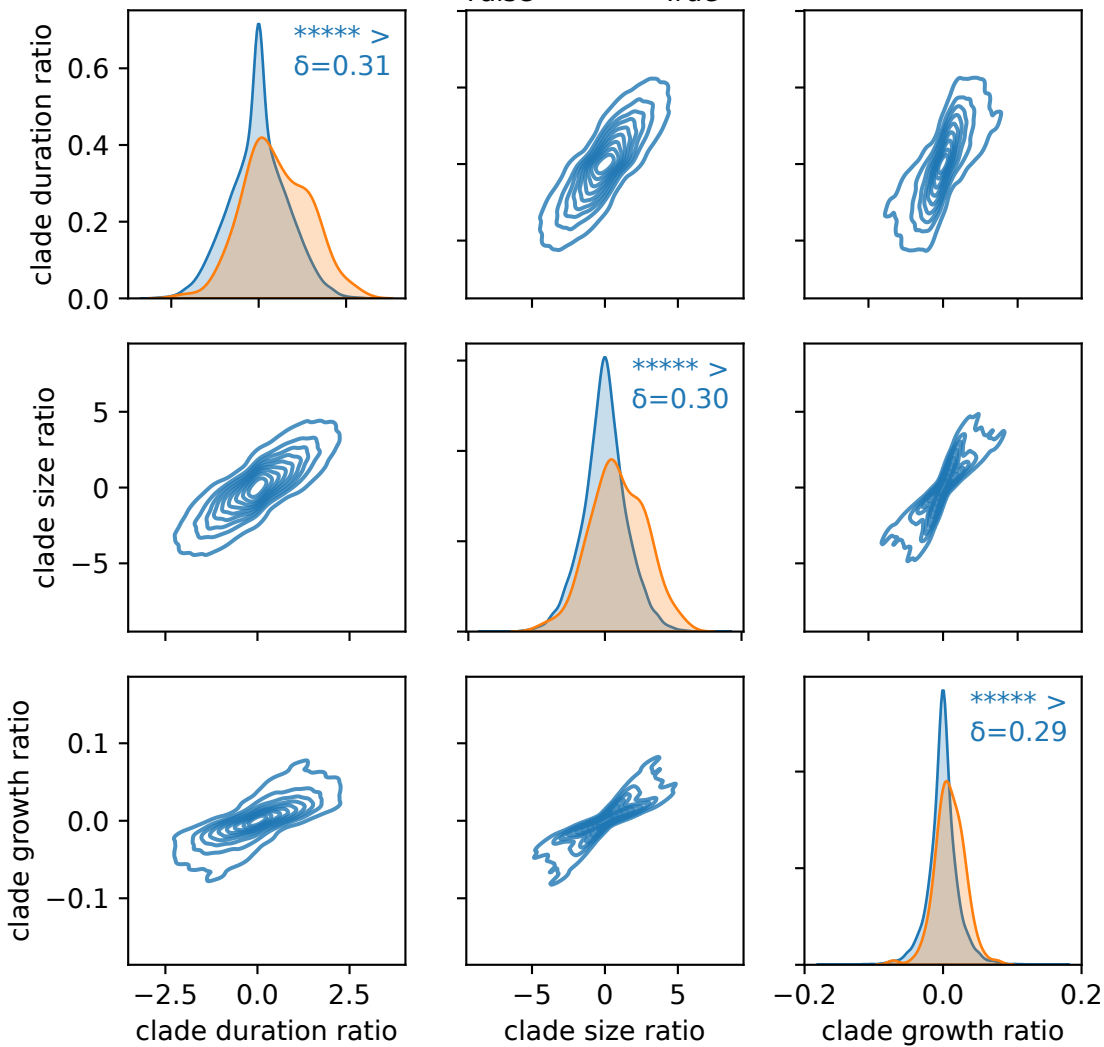 ***** >
δ=0.31
clade duration ratio
0.6
0.4
0.2
0.0
***** >
δ=0.30
clade size ratio
5
0
−5
***** >
δ=0.29
clade growth ratio
0.1
0.0
−0.1
−2.5 0.0 2.5
−5 0 5
−0.2 0.0 0.2
clade duration ratio
clade size ratio
clade growth ratio